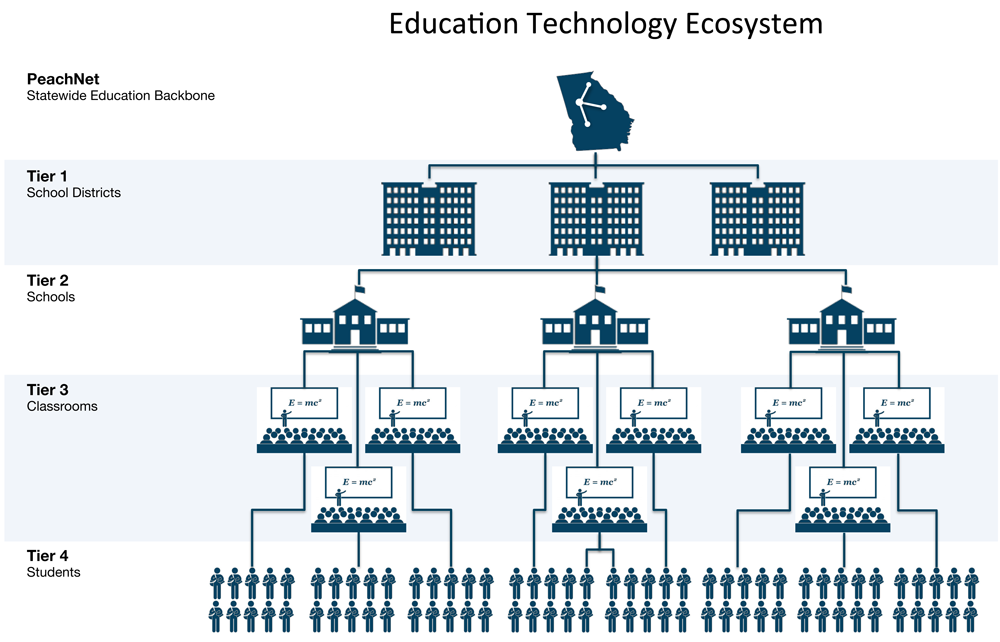 Education Technology Ecosystem
PeachNet
Statewide Education Backbone
Tier 1
School Districts
Tier 2
Schools
Tier 3
Classrooms
E = mc²
E = mc²
E = mc²
E = mc²
E = mc²
E = mc²
E = mc²
E = mc²
E = mc²
Tier 4
Students